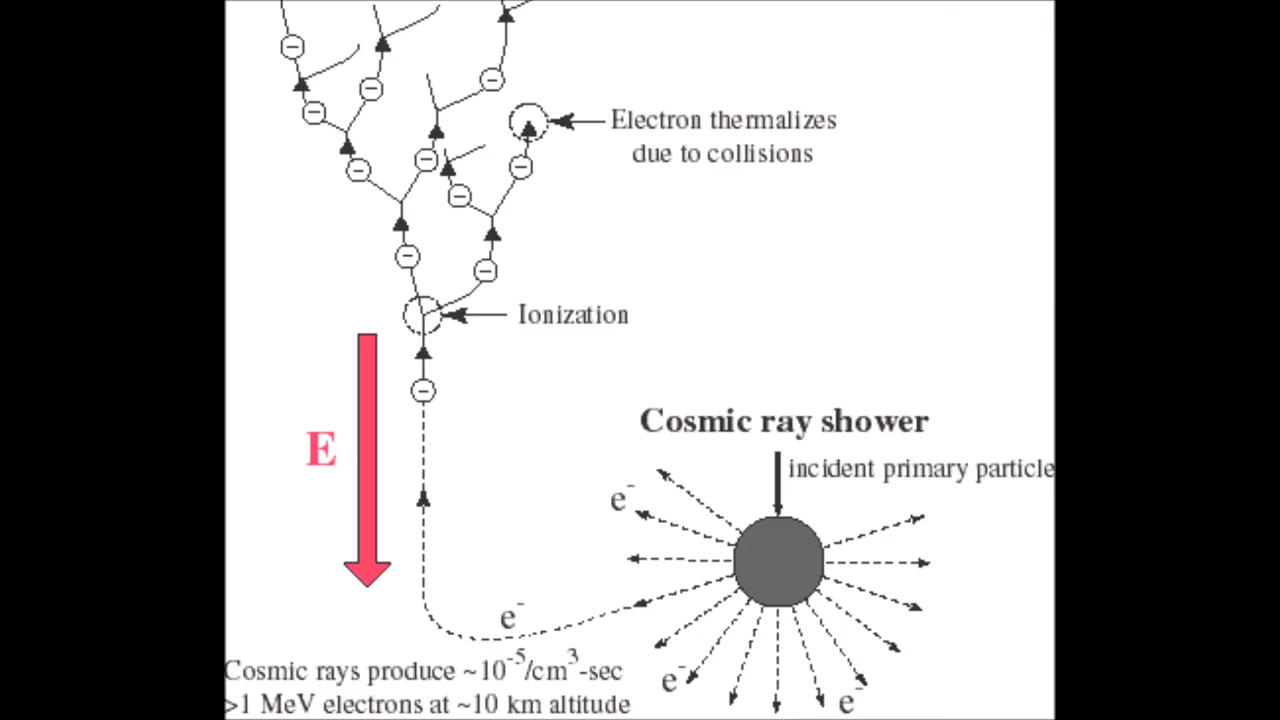 Electron thermalizes
due to collisions
Ionization
E
Cosmic ray shower
incident primary particle
e⁻
e⁻
e⁻
e⁻
Cosmic rays produce ~10⁻⁵/cm³-sec
>1 MeV electrons at ~10 km altitude